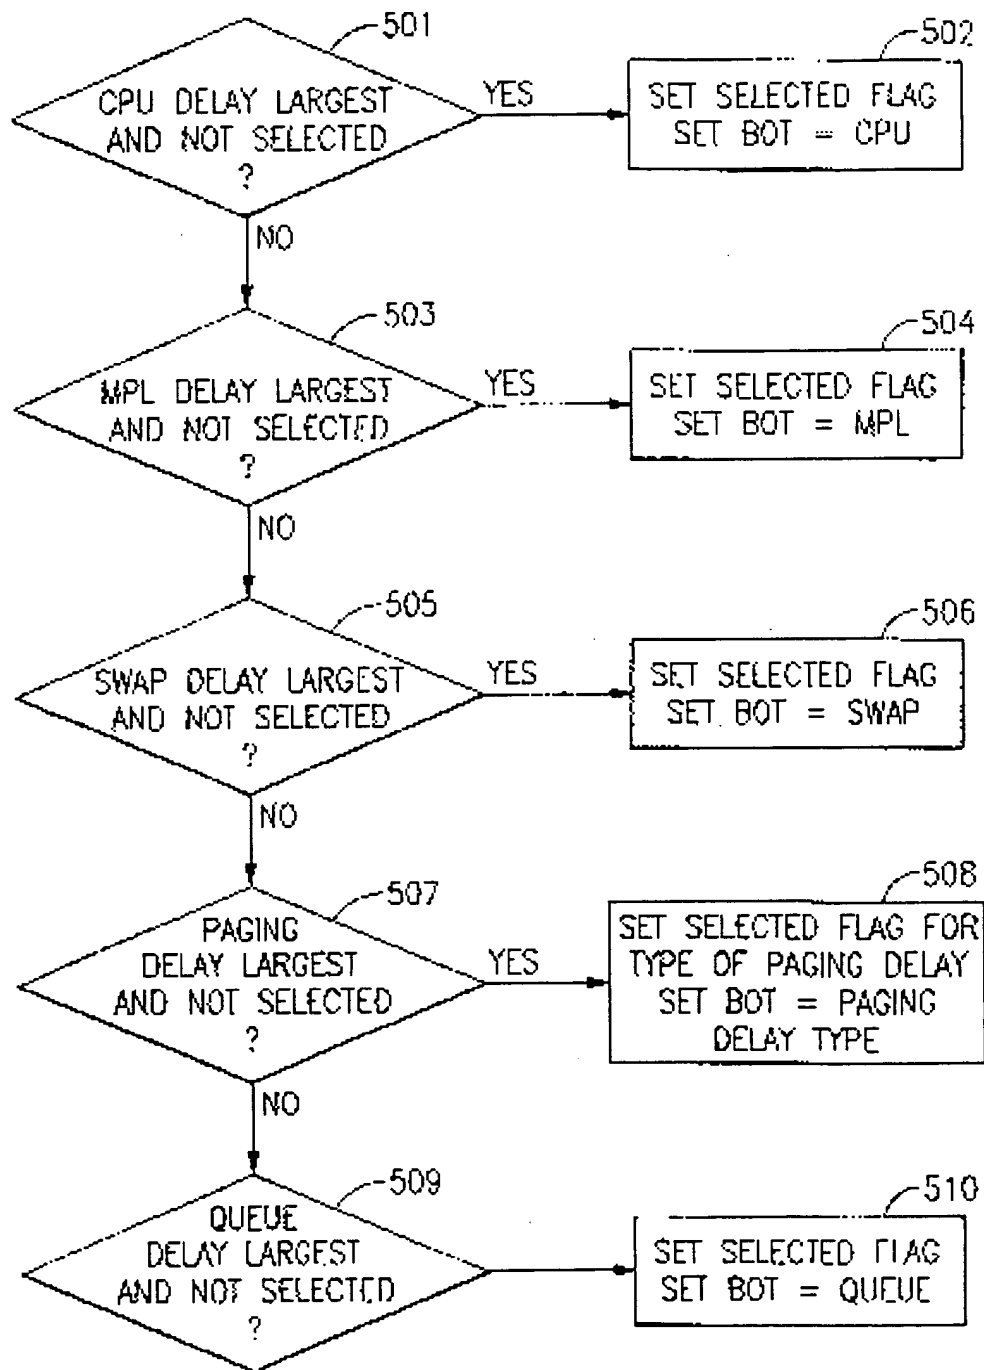 501
CPU DELAY LARGEST
AND NOT SELECTED
?
YES
502
SET SELECTED FLAG
SET BOT = CPU
NO
503
MPL DELAY LARGEST
AND NOT SELECTED
?
YES
504
SET SELECTED FLAG
SET BOT = MPL
NO
505
SWAP DELAY LARGEST
AND NOT SELECTED
?
YES
506
SET SELECTED FLAG
SET BOT = SWAP
NO
507
PAGING
DELAY LARGEST
AND NOT SELECTED
?
YES
508
SET SELECTED FLAG FOR
TYPE OF PAGING DELAY
SET BOT = PAGING
DELAY TYPE
NO
509
QUEUE
DELAY LARGEST
AND NOT SELECTED
?
510
SET SELECTED FLAG
SET BOT = QUEUE